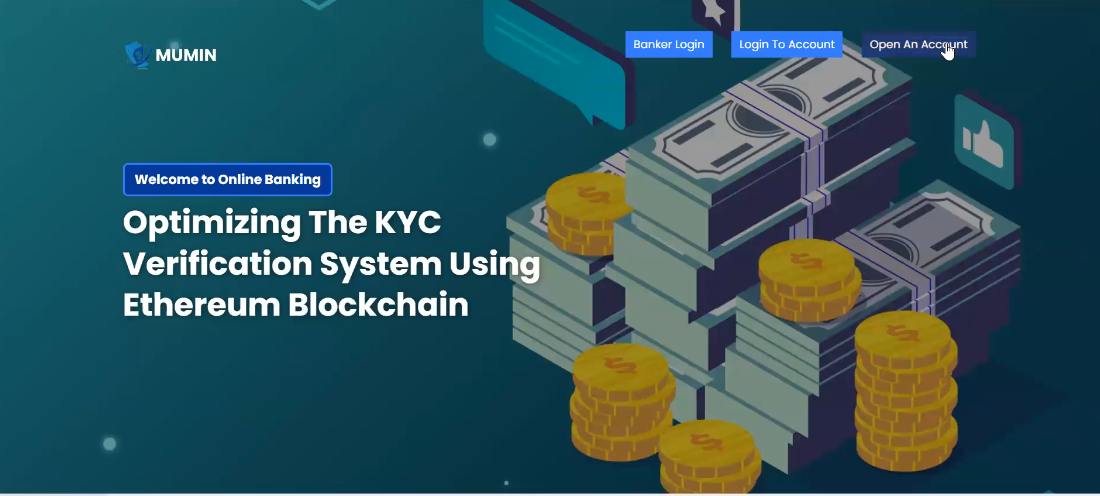 MUMIN
Banker Login
Login To Account
Open An Account
Welcome to Online Banking
Optimizing The KYC
Verification System Using
Ethereum Blockchain